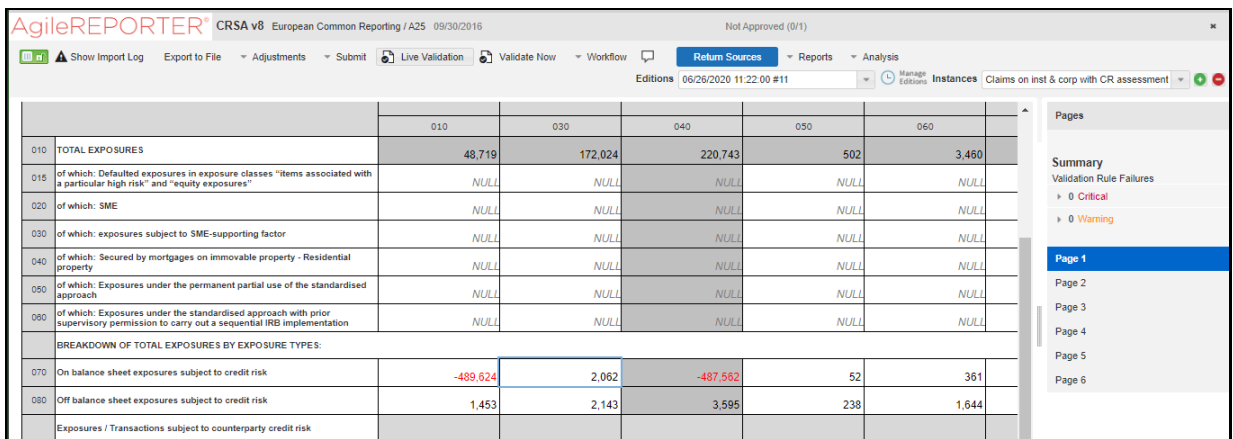 AgileREPORTER® CRSA v8 European Common Reporting / A25 09/30/2016 Not Approved (0/1)
Show Import Log Export to File Adjustments Submit Live Validation Validate Now Workflow Return Sources Reports Analysis
Editions 06/26/2020 11:22:00 #11 Manage Editions Instances Claims on inst & corp with CR assessment
010 030 040 050 060
010 TOTAL EXPOSURES 48,719 172,024 220,743 502 3,460
015 of which: Defaulted exposures in exposure classes “items associated with
a particular high risk” and “equity exposures” NULL NULL NULL NULL NULL
020 of which: SME NULL NULL NULL NULL NULL
030 of which: exposures subject to SME-supporting factor NULL NULL NULL NULL NULL
040 of which: Secured by mortgages on immovable property - Residential
property NULL NULL NULL NULL NULL
050 of which: Exposures under the permanent partial use of the standardised
approach NULL NULL NULL NULL NULL
060 of which: Exposures under the standardised approach with prior
supervisory permission to carry out a sequential IRB implementation NULL NULL NULL NULL NULL
BREAKDOWN OF TOTAL EXPOSURES BY EXPOSURE TYPES:
070 On balance sheet exposures subject to credit risk -489,624 2,062 -487,562 52 361
080 Off balance sheet exposures subject to credit risk 1,453 2,143 3,595 238 1,644
Exposures / Transactions subject to counterparty credit risk
Pages
Summary
Validation Rule Failures
0 Critical
0 Warning
Page 1
Page 2
Page 3
Page 4
Page 5
Page 6